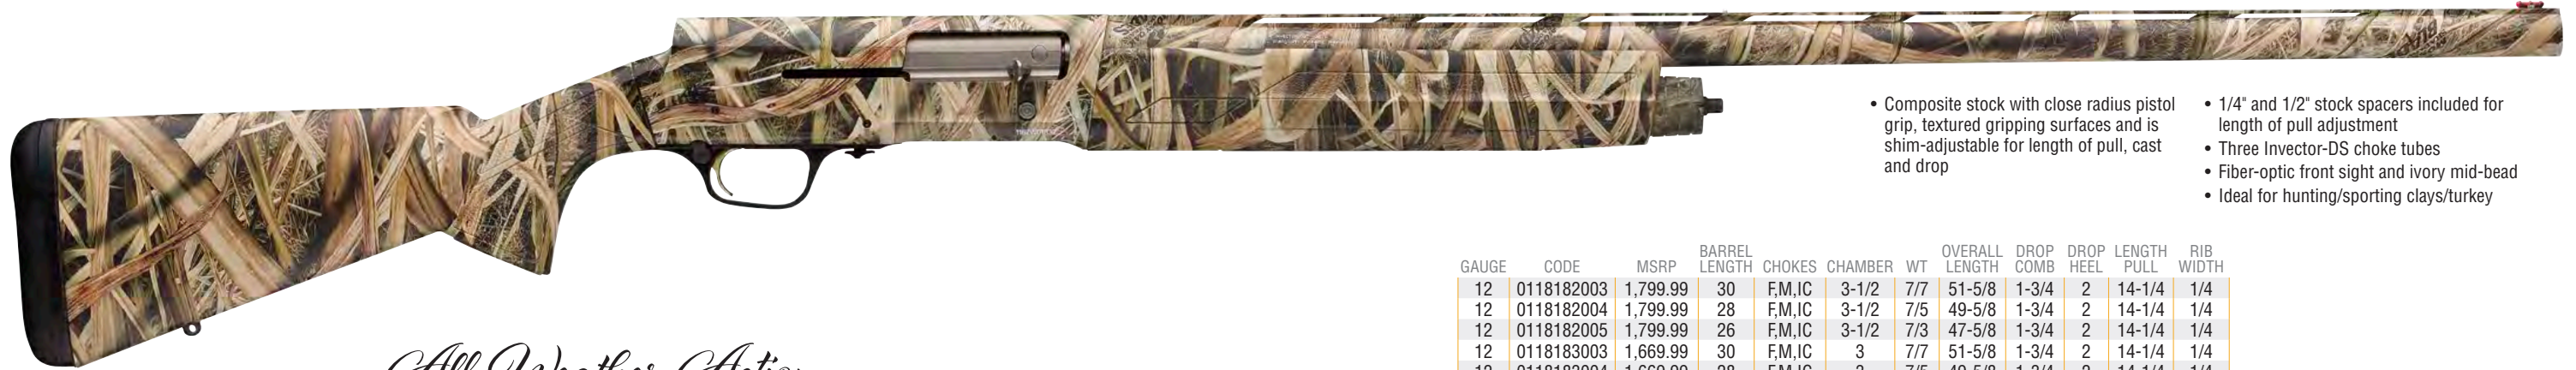 • Composite stock with close radius pistol
grip, textured gripping surfaces and is
shim-adjustable for length of pull, cast
and drop
• 1/4" and 1/2" stock spacers included for
length of pull adjustment
• Three Invector-DS choke tubes
• Fiber-optic front sight and ivory mid-bead
• Ideal for hunting/sporting clays/turkey
GAUGE CODE MSRP BARREL LENGTH CHOKES CHAMBER WT OVERALL LENGTH DROP COMB DROP HEEL LENGTH PULL RIB WIDTH
12 0118182003 1,799.99 30 F,M,IC 3-1/2 7/7 51-5/8 1-3/4 2 14-1/4 1/4
12 0118182004 1,799.99 28 F,M,IC 3-1/2 7/5 49-5/8 1-3/4 2 14-1/4 1/4
12 0118182005 1,799.99 26 F,M,IC 3-1/2 7/3 47-5/8 1-3/4 2 14-1/4 1/4
12 0118183003 1,669.99 30 F,M,IC 3 7/7 51-5/8 1-3/4 2 14-1/4 1/4
All Weather